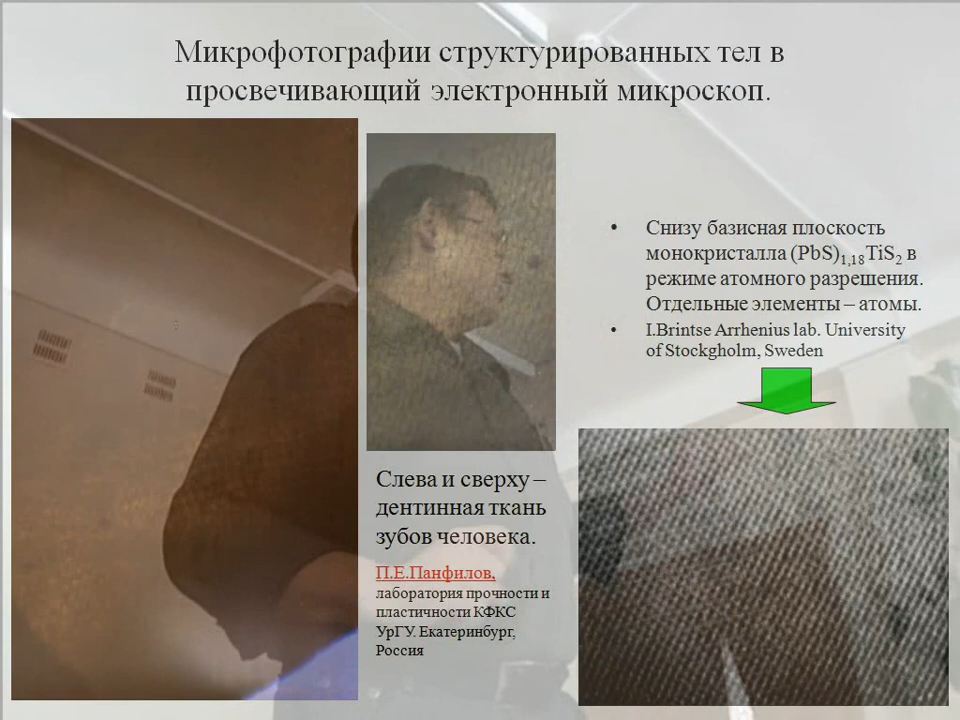 Микрофотографии структурированных тел в
просвечивающий электронный микроскоп.
• Снизу базисная плоскость
монокристалла (PbS)1,18TiS2 в
режиме атомного разрешения.
Отдельные элементы – атомы.
• I.Brintse Arrhenius lab. University
of Stockgholm, Sweden
Слева и сверху –
дентинная ткань
зубов человека.
П.Е.Панфилов,
лаборатория прочности и
пластичности КФКС
УрГУ. Екатеринбург,
Россия